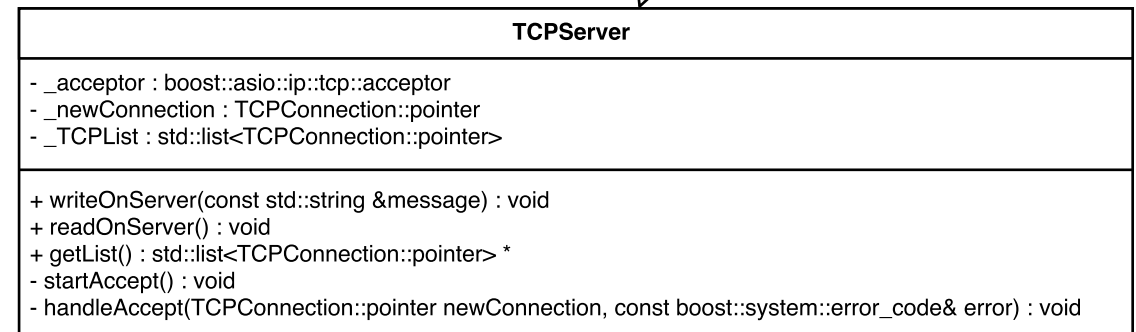 TCPServer
- _acceptor : boost::asio::ip::tcp::acceptor
- _newConnection : TCPConnection::pointer
- _TCPList : std::list<TCPConnection::pointer>
+ writeOnServer(const std::string &message) : void
+ readOnServer() : void
+ getList() : std::list<TCPConnection::pointer> *
- startAccept() : void
- handleAccept(TCPConnection::pointer newConnection, const boost::system::error_code& error) : void